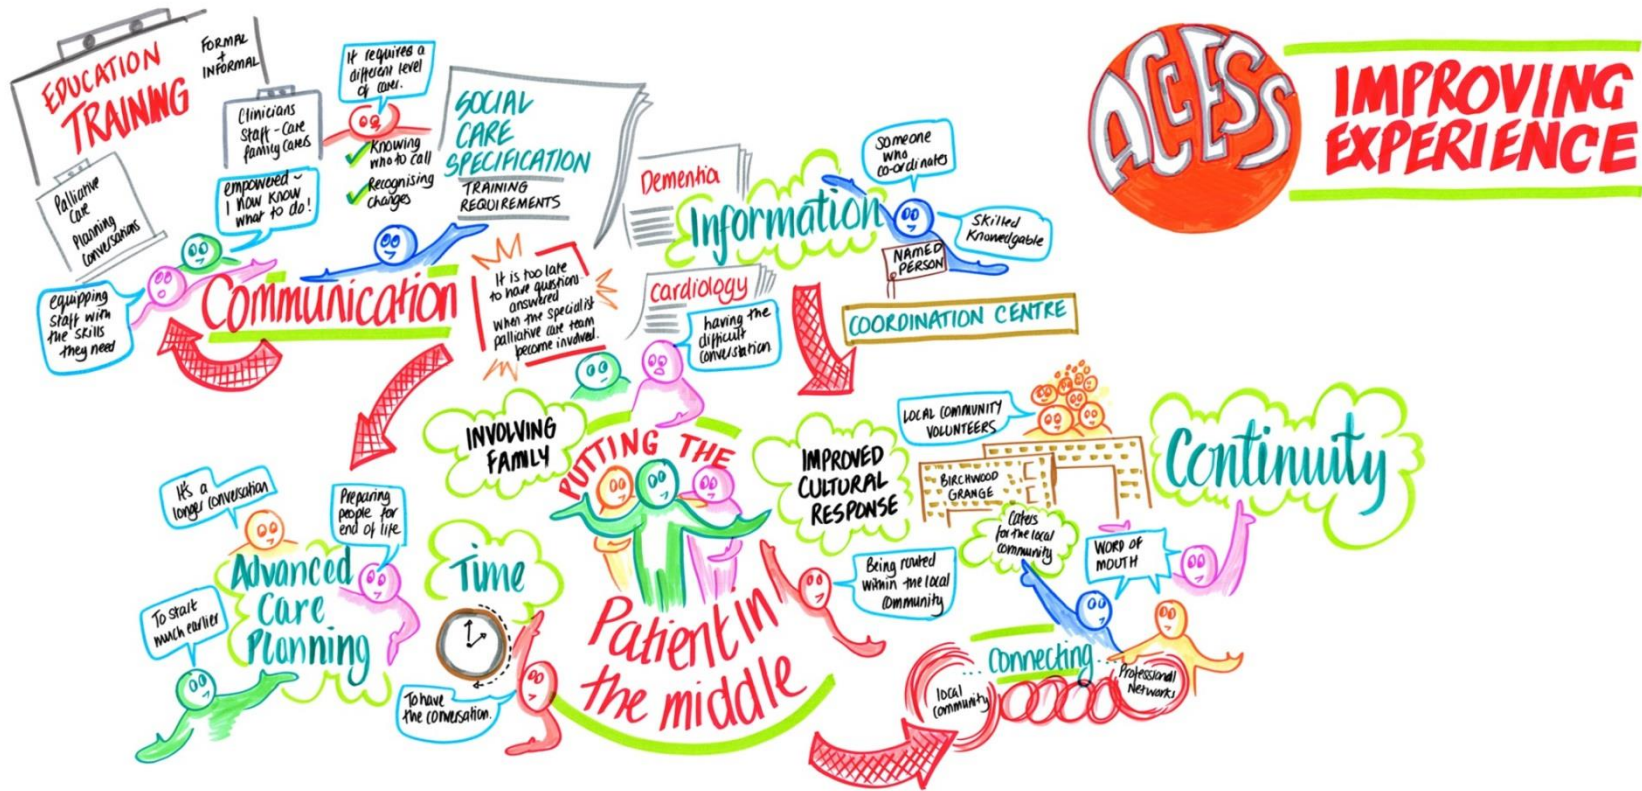 EDUCATION
TRAINING
FORMAL
+
INFORMAL
Clinicians
Staff - Care
family Carers
It requires a
different level
of care.
Knowing
who to call
Recognising
changes
Palliative
Care
Planning
Conversations
empowered ~
I now know
what to do!
equipping
staff with
the skills
they need
Communication
SOCIAL
CARE
SPECIFICATION
TRAINING
REQUIREMENTS
It is too late
to have questions
answered
when the specialist
palliative care team
become involved.
Dementia
Information
Cardiology
having the
difficult
conversation
Someone
who
co-ordinates
Skilled
Knowedgable
NAMED
PERSON
COORDINATION CENTRE
ACCESS
IMPROVING
EXPERIENCE
INVOLVING
FAMILY
PUTTING THE
Patient in
the middle
IMPROVED
CULTURAL
RESPONSE
LOCAL COMMUNITY
VOLUNTEERS
BIRCHWOOD
GRANGE
Continuity
Caters
for the local
community
WORD OF
MOUTH
Being routed
within the local
community
Connecting...
local
community
Professional
Networks
It's a
longer conversation
Preparing
people for
end of life
Advanced
Care
Planning
To start
much earlier
Time
To have
the conversation.